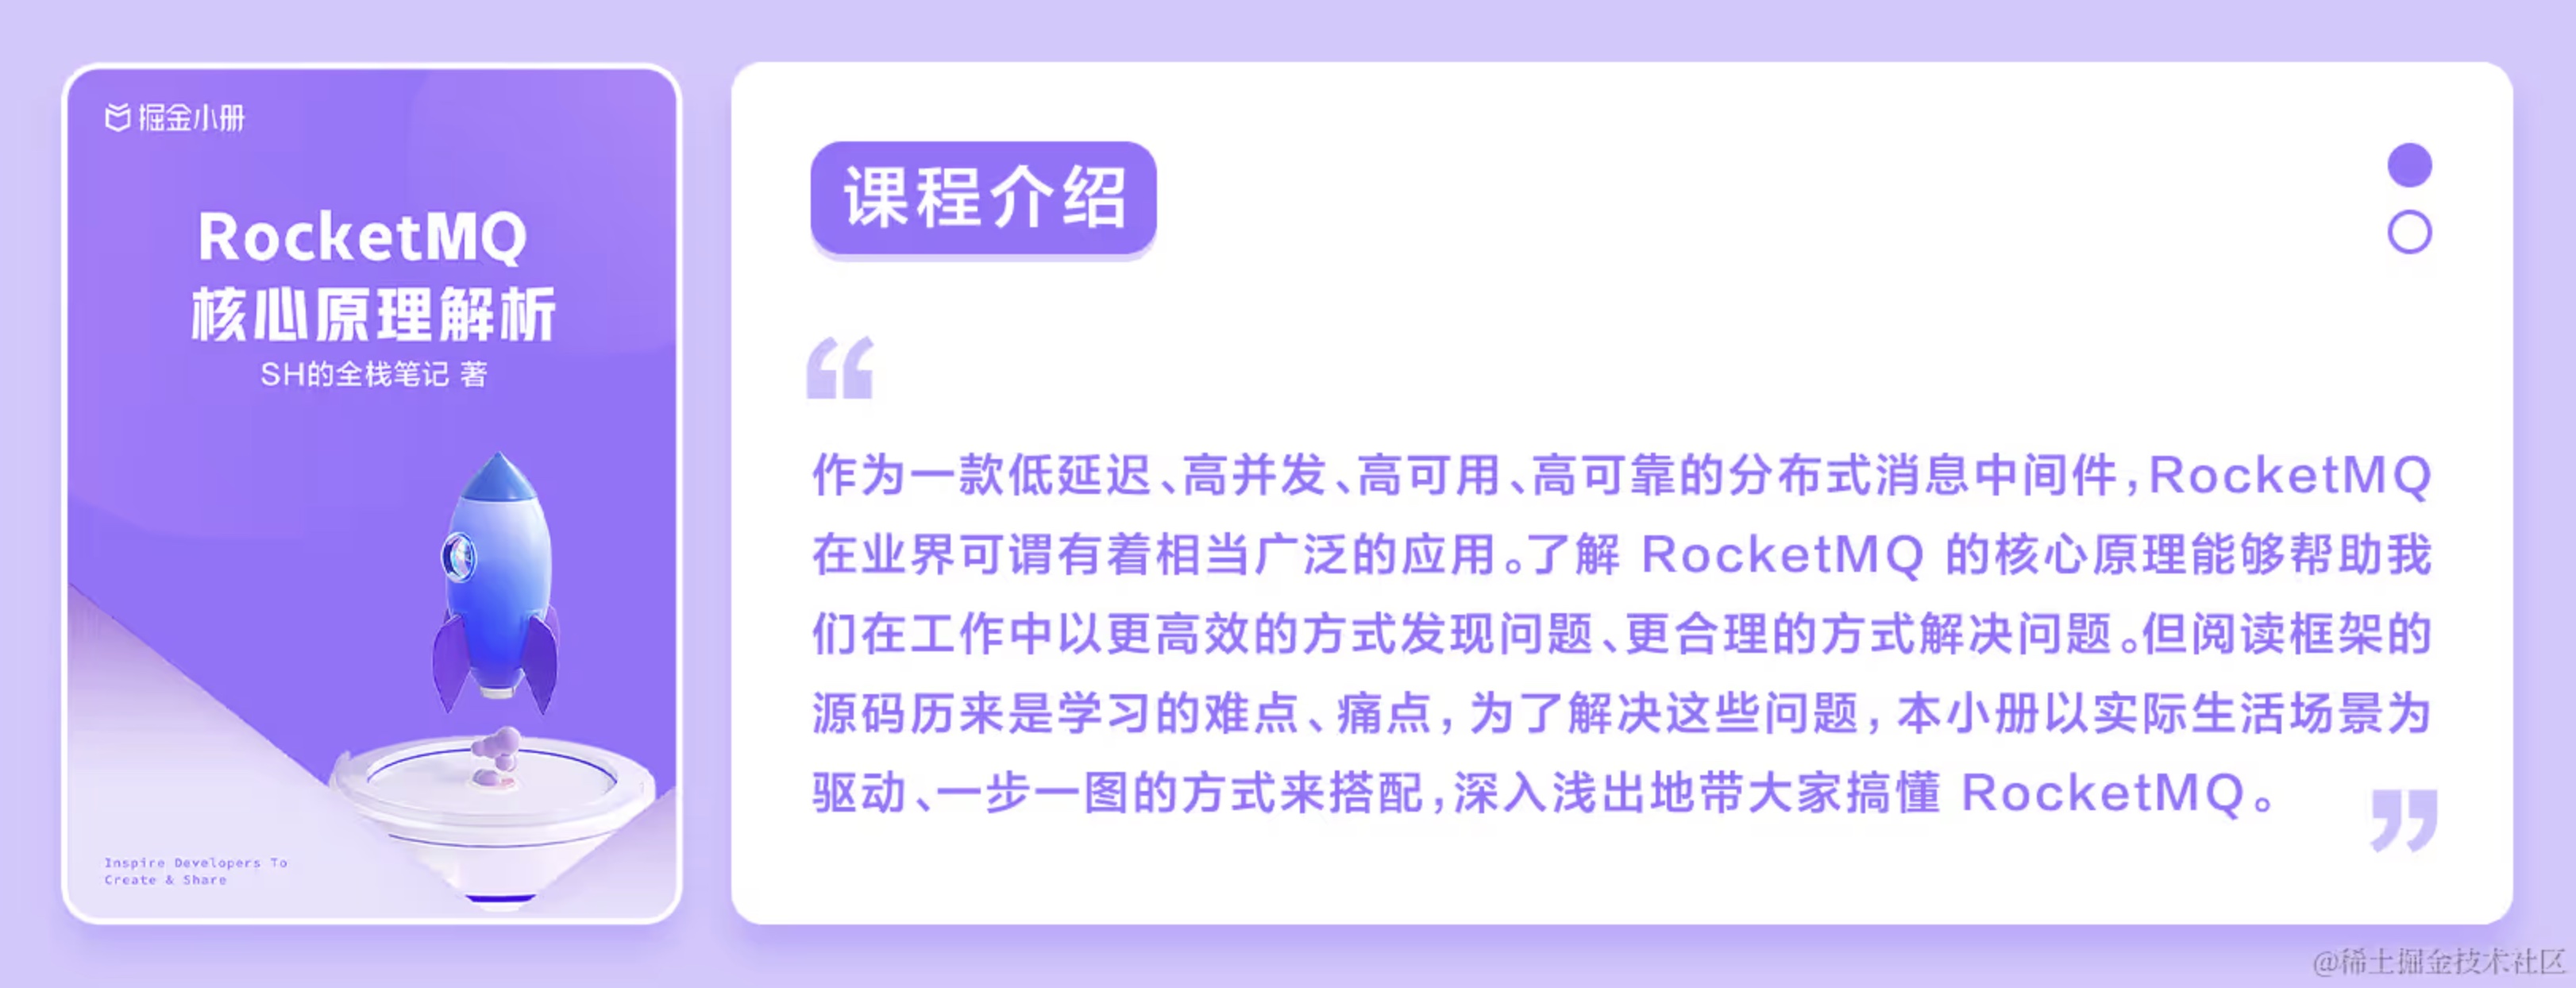 掘金小册
RocketMQ
核心原理解析
SH的全栈笔记 著
Inspire Developers To
Create & Share
课程介绍
“
作为一款低延迟、高并发、高可用、高可靠的分布式消息中间件,RocketMQ
在业界可谓有着相当广泛的应用。了解 RocketMQ 的核心原理能够帮助我
们在工作中以更高效的方式发现问题、更合理的方式解决问题。但阅读框架的
源码历来是学习的难点、痛点,为了解决这些问题,本小册以实际生活场景为
驱动、一步一图的方式来搭配,深入浅出地带大家搞懂 RocketMQ。
”
@稀土掘金技术社区